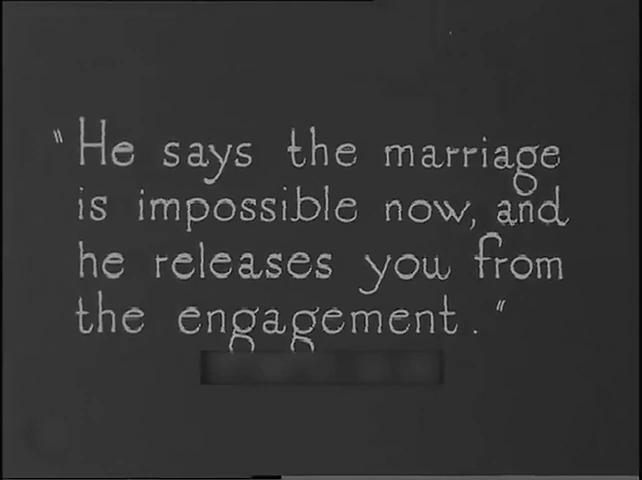 "He says the marriage
is impossible now, and
he releases you from
the engagement."